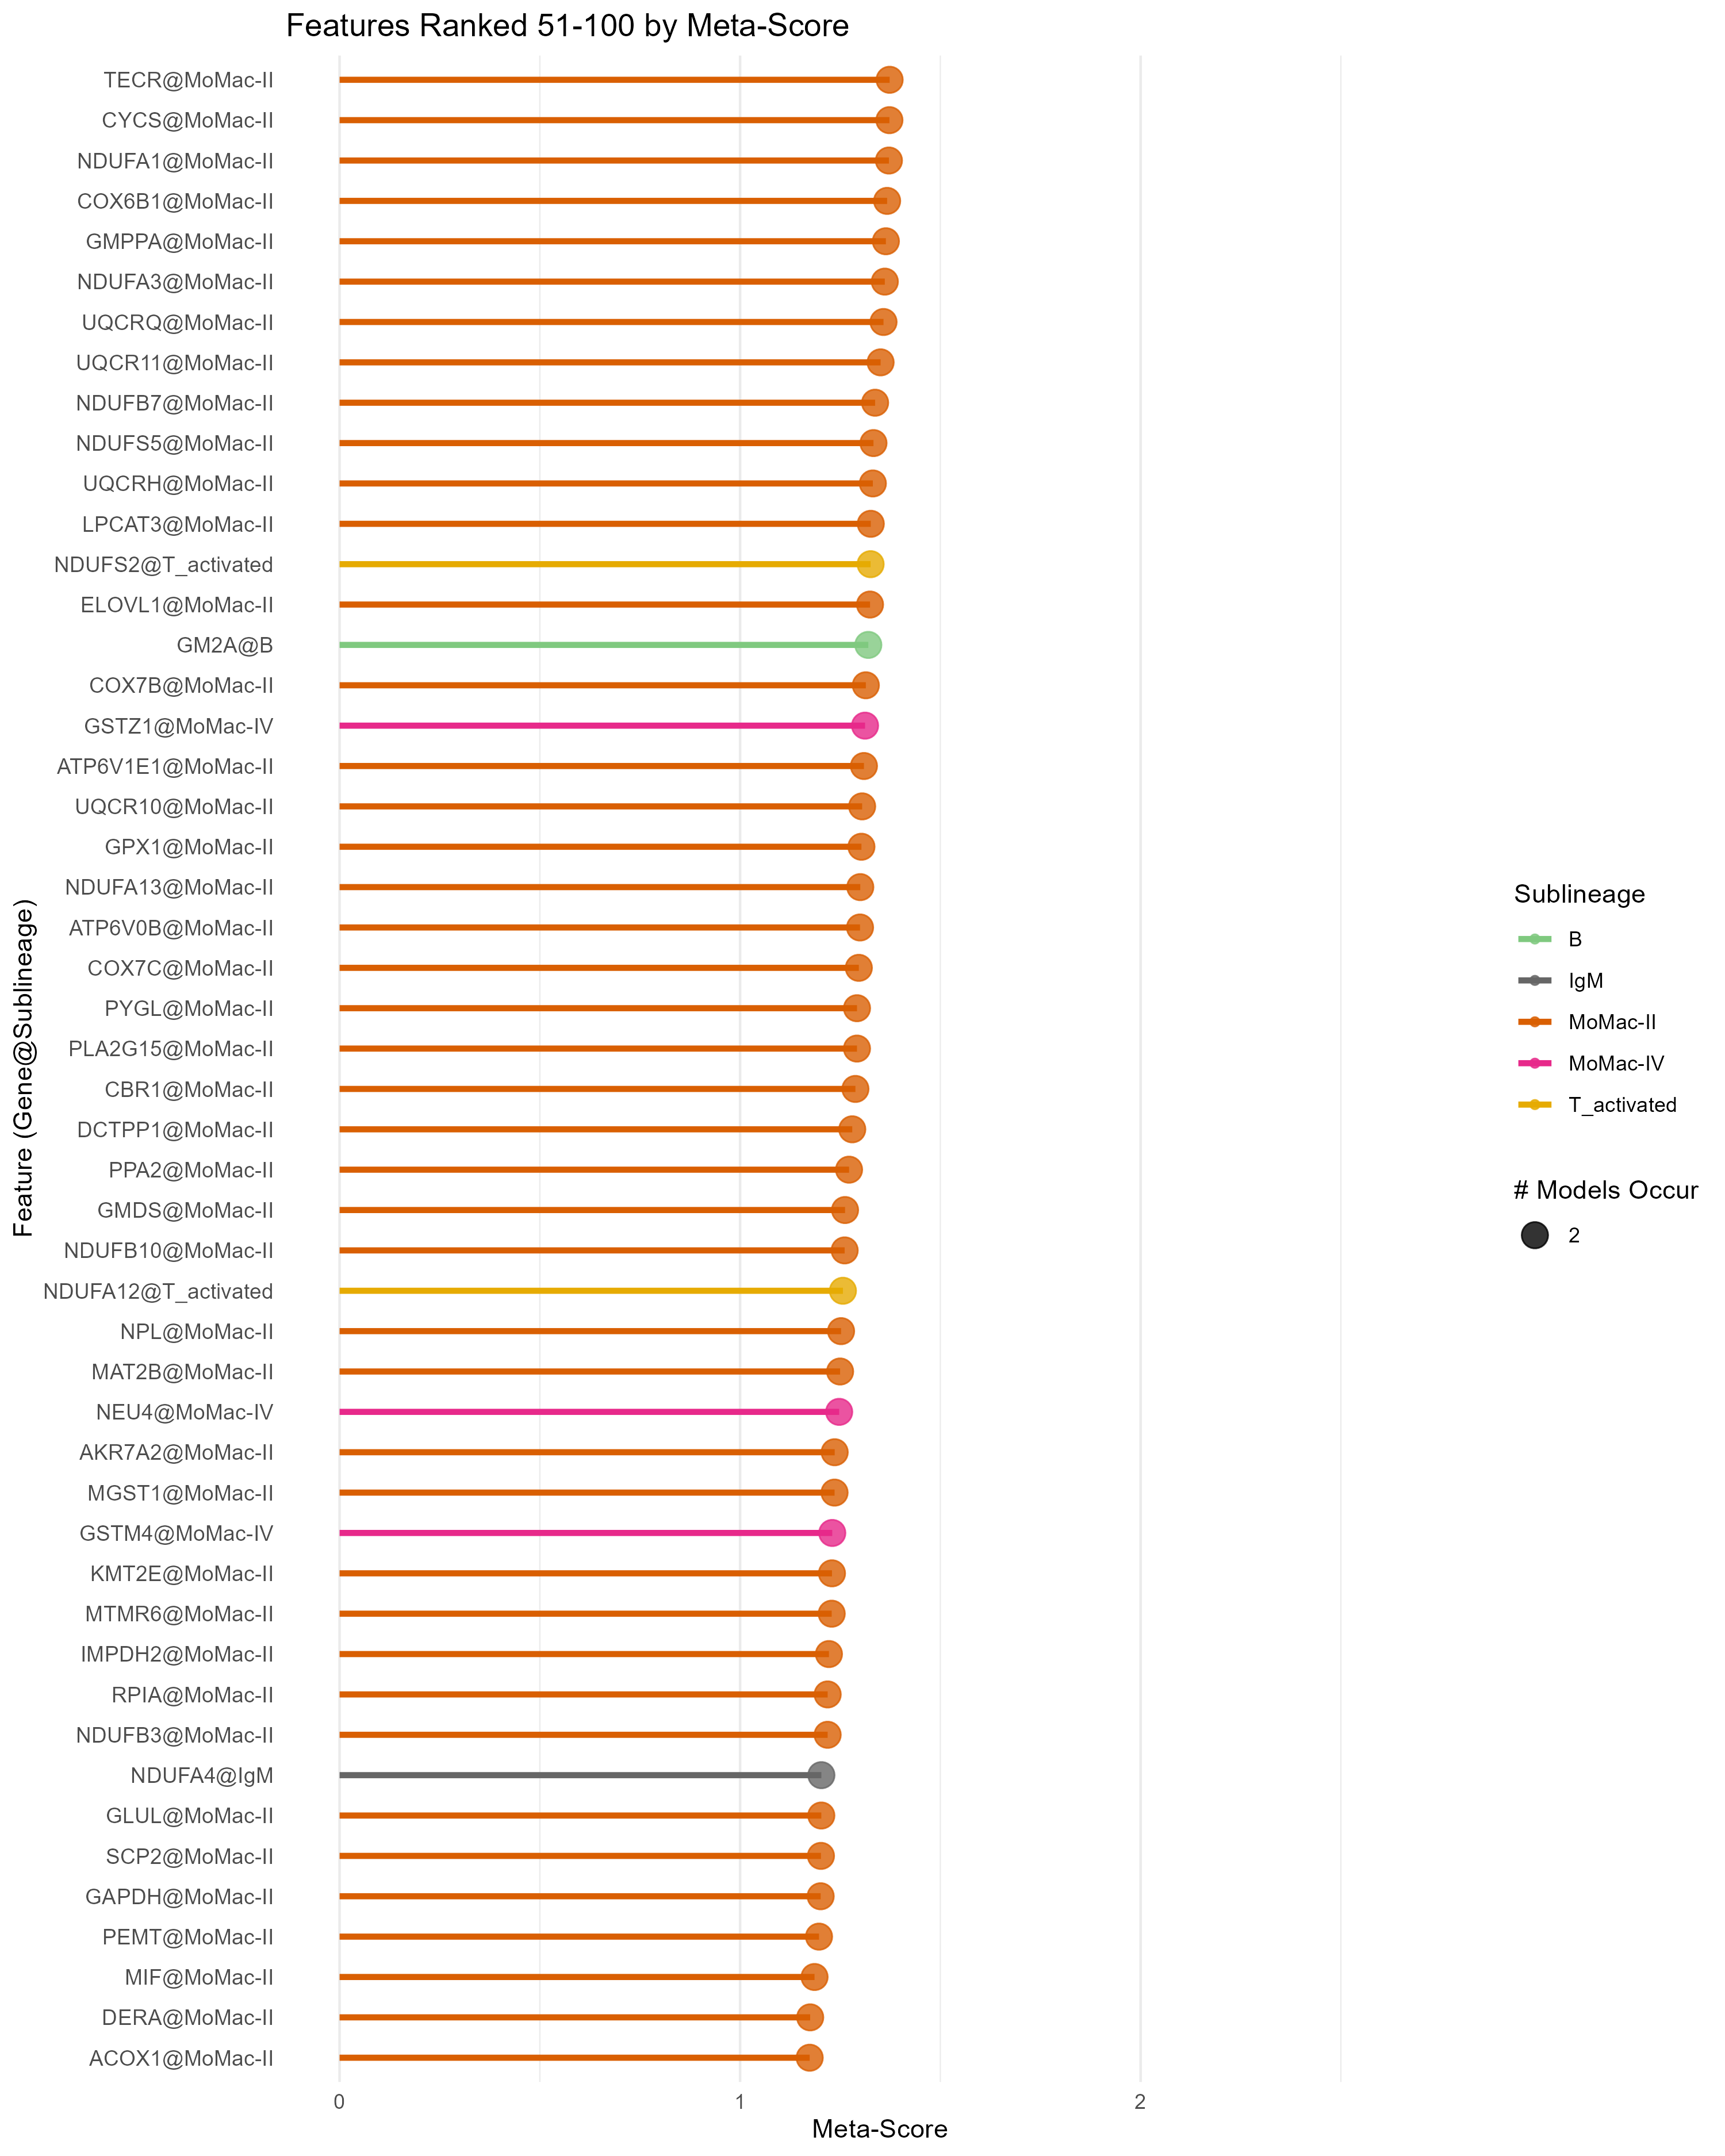 Features Ranked 51-100 by Meta-Score
TECR@MoMac-II
CYCS@MoMac-II
NDUFA1@MoMac-II
COX6B1@MoMac-II
GMPPA@MoMac-II
NDUFA3@MoMac-II
UQCRQ@MoMac-II
UQCR11@MoMac-II
NDUFB7@MoMac-II
NDUFS5@MoMac-II
UQCRH@MoMac-II
LPCAT3@MoMac-II
NDUFS2@T_activated
ELOVL1@MoMac-II
GM2A@B
COX7B@MoMac-II
GSTZ1@MoMac-IV
ATP6V1E1@MoMac-II
UQCR10@MoMac-II
GPX1@MoMac-II
NDUFA13@MoMac-II
ATP6V0B@MoMac-II
COX7C@MoMac-II
PYGL@MoMac-II
PLA2G15@MoMac-II
CBR1@MoMac-II
DCTPP1@MoMac-II
PPA2@MoMac-II
GMDS@MoMac-II
NDUFB10@MoMac-II
NDUFA12@T_activated
NPL@MoMac-II
MAT2B@MoMac-II
NEU4@MoMac-IV
AKR7A2@MoMac-II
MGST1@MoMac-II
GSTM4@MoMac-IV
KMT2E@MoMac-II
MTMR6@MoMac-II
IMPDH2@MoMac-II
RPIA@MoMac-II
NDUFB3@MoMac-II
NDUFA4@IgM
GLUL@MoMac-II
SCP2@MoMac-II
GAPDH@MoMac-II
PEMT@MoMac-II
MIF@MoMac-II
DERA@MoMac-II
ACOX1@MoMac-II
Feature (Gene@Sublineage)
0 1 2
Meta-Score
Sublineage
B
IgM
MoMac-II
MoMac-IV
T_activated
# Models Occur
2